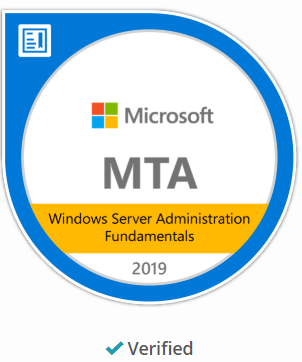 Microsoft
MTA
Windows Server Administration
Fundamentals
2019
Verified